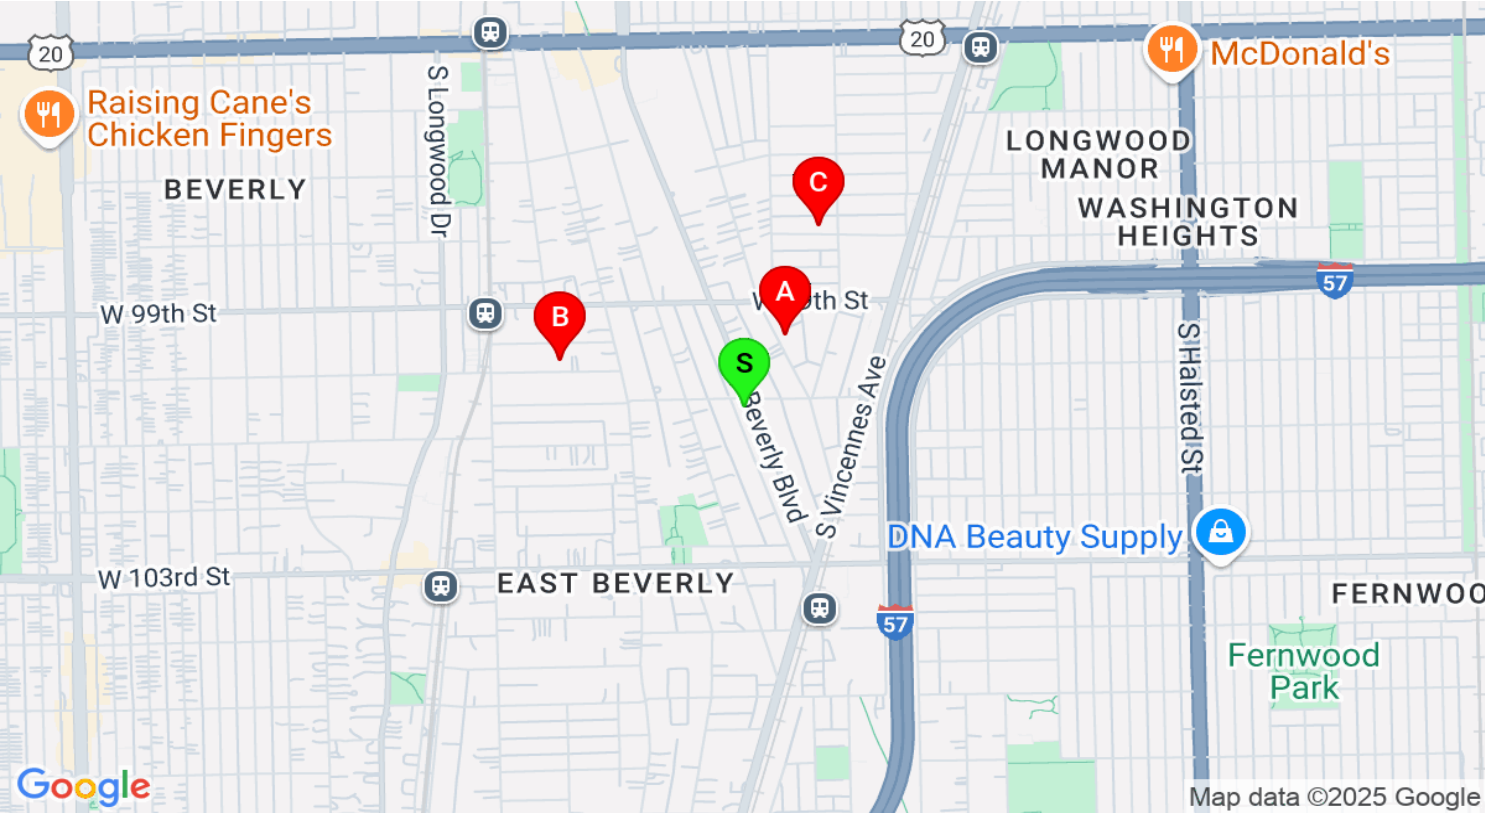 20
20
McDonald's
Raising Cane's
Chicken Fingers
S Longwood Dr
LONGWOOD
MANOR
BEVERLY
C
WASHINGTON
HEIGHTS
57
W 99th St
B
A
W 9th St
S
Beverly Blvd
S Vincennes Ave
S Halsted St
DNA Beauty Supply
W 103rd St
EAST BEVERLY
FERNWOO
57
Fernwood
Park
Google
Map data ©2025 Google